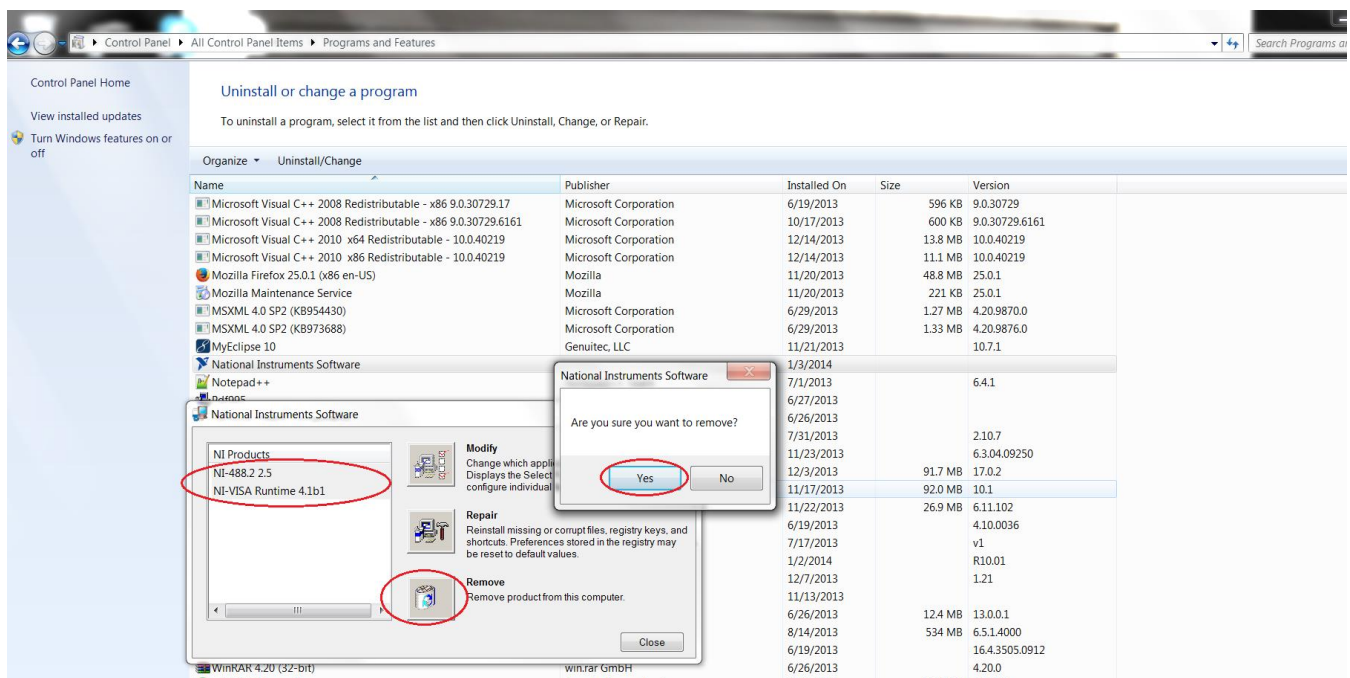 Control Panel ▸ All Control Panel Items ▸ Programs and Features
Search Programs an
Control Panel Home
View installed updates
Turn Windows features on or
off
Uninstall or change a program
To uninstall a program, select it from the list and then click Uninstall, Change, or Repair.
Organize Uninstall/Change
Name Publisher Installed On Size Version
Microsoft Visual C++ 2008 Redistributable - x86 9.0.30729.17 Microsoft Corporation 6/19/2013 596 KB 9.0.30729
Microsoft Visual C++ 2008 Redistributable - x86 9.0.30729.6161 Microsoft Corporation 10/17/2013 600 KB 9.0.30729.6161
Microsoft Visual C++ 2010 x64 Redistributable - 10.0.40219 Microsoft Corporation 12/14/2013 13.8 MB 10.0.40219
Microsoft Visual C++ 2010 x86 Redistributable - 10.0.40219 Microsoft Corporation 12/14/2013 11.1 MB 10.0.40219
Mozilla Firefox 25.0.1 (x86 en-US) Mozilla 11/20/2013 48.8 MB 25.0.1
Mozilla Maintenance Service Mozilla 11/20/2013 221 KB 25.0.1
MSXML 4.0 SP2 (KB954430) Microsoft Corporation 6/29/2013 1.27 MB 4.20.9870.0
MSXML 4.0 SP2 (KB973688) Microsoft Corporation 6/29/2013 1.33 MB 4.20.9876.0
MyEclipse 10 Genuitec, LLC 11/21/2013 10.7.1
National Instruments Software 1/3/2014
Notepad++ 7/1/2013 6.4.1
Pdf995 6/27/2013
6/26/2013
7/31/2013 2.10.7
11/23/2013 6.3.04.09250
12/3/2013 91.7 MB 17.0.2
11/17/2013 92.0 MB 10.1
11/22/2013 26.9 MB 6.11.102
6/19/2013 4.10.0036
7/17/2013 v1
1/2/2014 R10.01
12/7/2013 1.21
11/13/2013
6/26/2013 12.4 MB 13.0.0.1
8/14/2013 534 MB 6.5.1.4000
6/19/2013 16.4.3505.0912
WinRAR 4.20 (32-bit) win.rar GmbH 6/26/2013 4.20.0
National Instruments Software
Are you sure you want to remove?
Yes No
National Instruments Software
NI Products
NI-488.2 2.5
NI-VISA Runtime 4.1b1
Modify
Change which appli
Displays the Select
configure individual
Repair
Reinstall missing or corrupt files, registry keys, and
shortcuts. Preferences stored in the registry may
be reset to default values.
Remove
Remove product from this computer.
Close